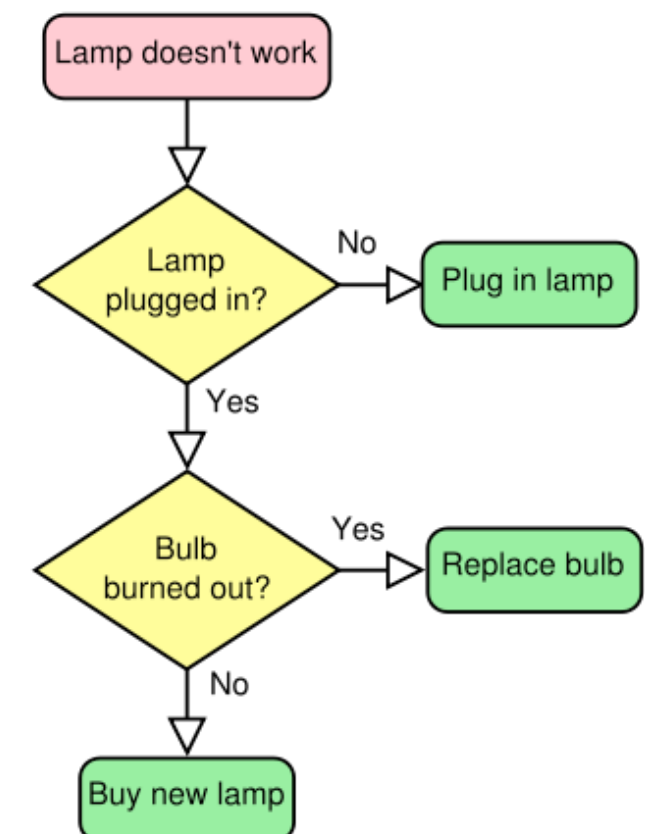 Lamp doesn't work
Lamp
plugged in?
No
Plug in lamp
Yes
Bulb
burned out?
Yes
Replace bulb
No
Buy new lamp